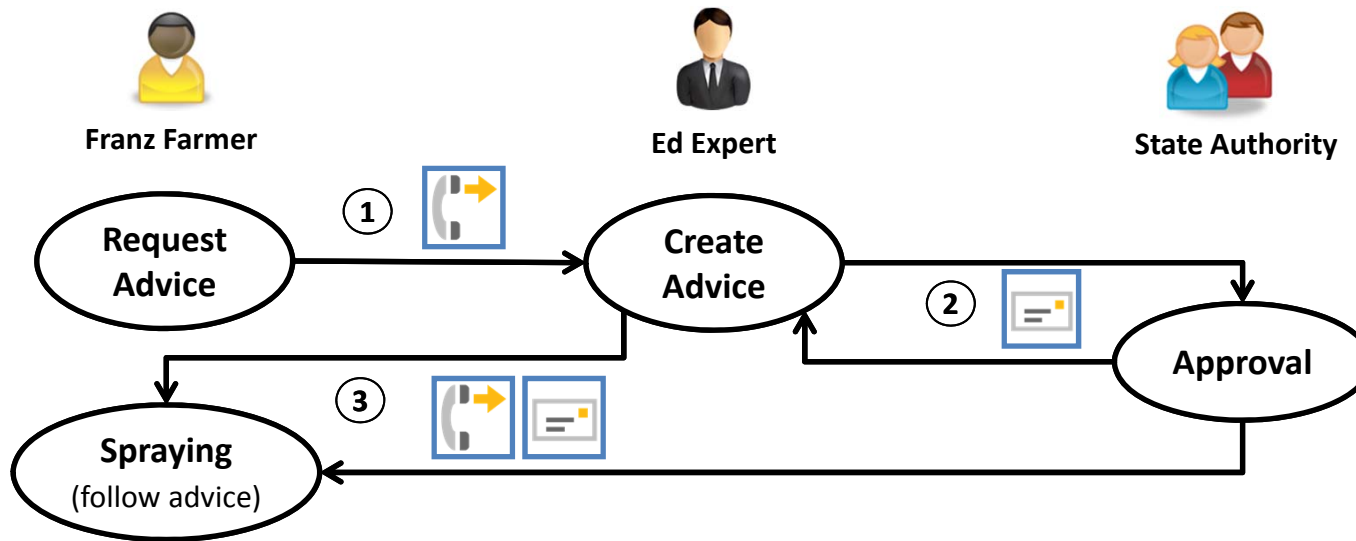 Franz Farmer
Ed Expert
State Authority
1
Request
Advice
Create
Advice
2
Approval
3
Spraying
(follow advice)